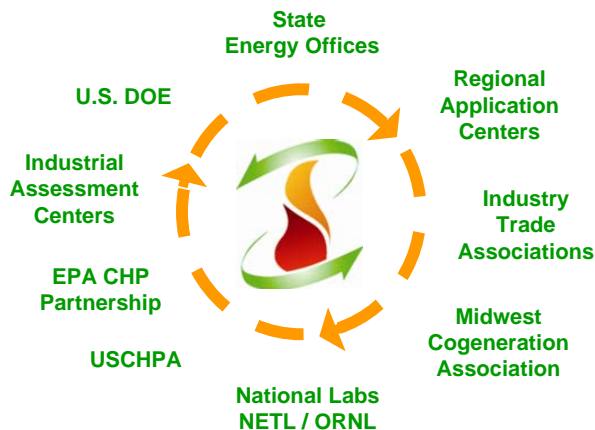 State
Energy Offices
Regional
Application
Centers
Industry
Trade
Associations
Midwest
Cogeneration
Association
National Labs
NETL / ORNL
USCHPA
EPA CHP
Partnership
Industrial
Assessment
Centers
U.S. DOE